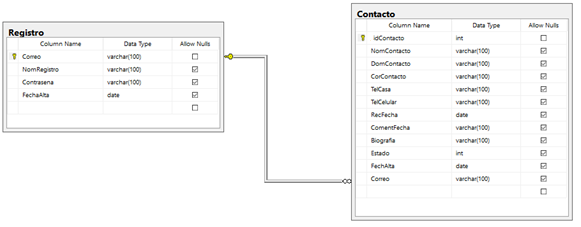 Registro
Column Name Data Type Allow Nulls
Correo varchar(100)
NomRegistro varchar(100)
Contrasena varchar(100)
FechaAlta date
Contacto
Column Name Data Type Allow Nulls
idContacto int
NomContacto varchar(100)
DomContacto varchar(100)
CorContacto varchar(100)
TelCasa varchar(100)
TelCelular varchar(100)
RecFecha date
ComentFecha varchar(100)
Biografia varchar(100)
Estado int
FechAlta date
Correo varchar(100)